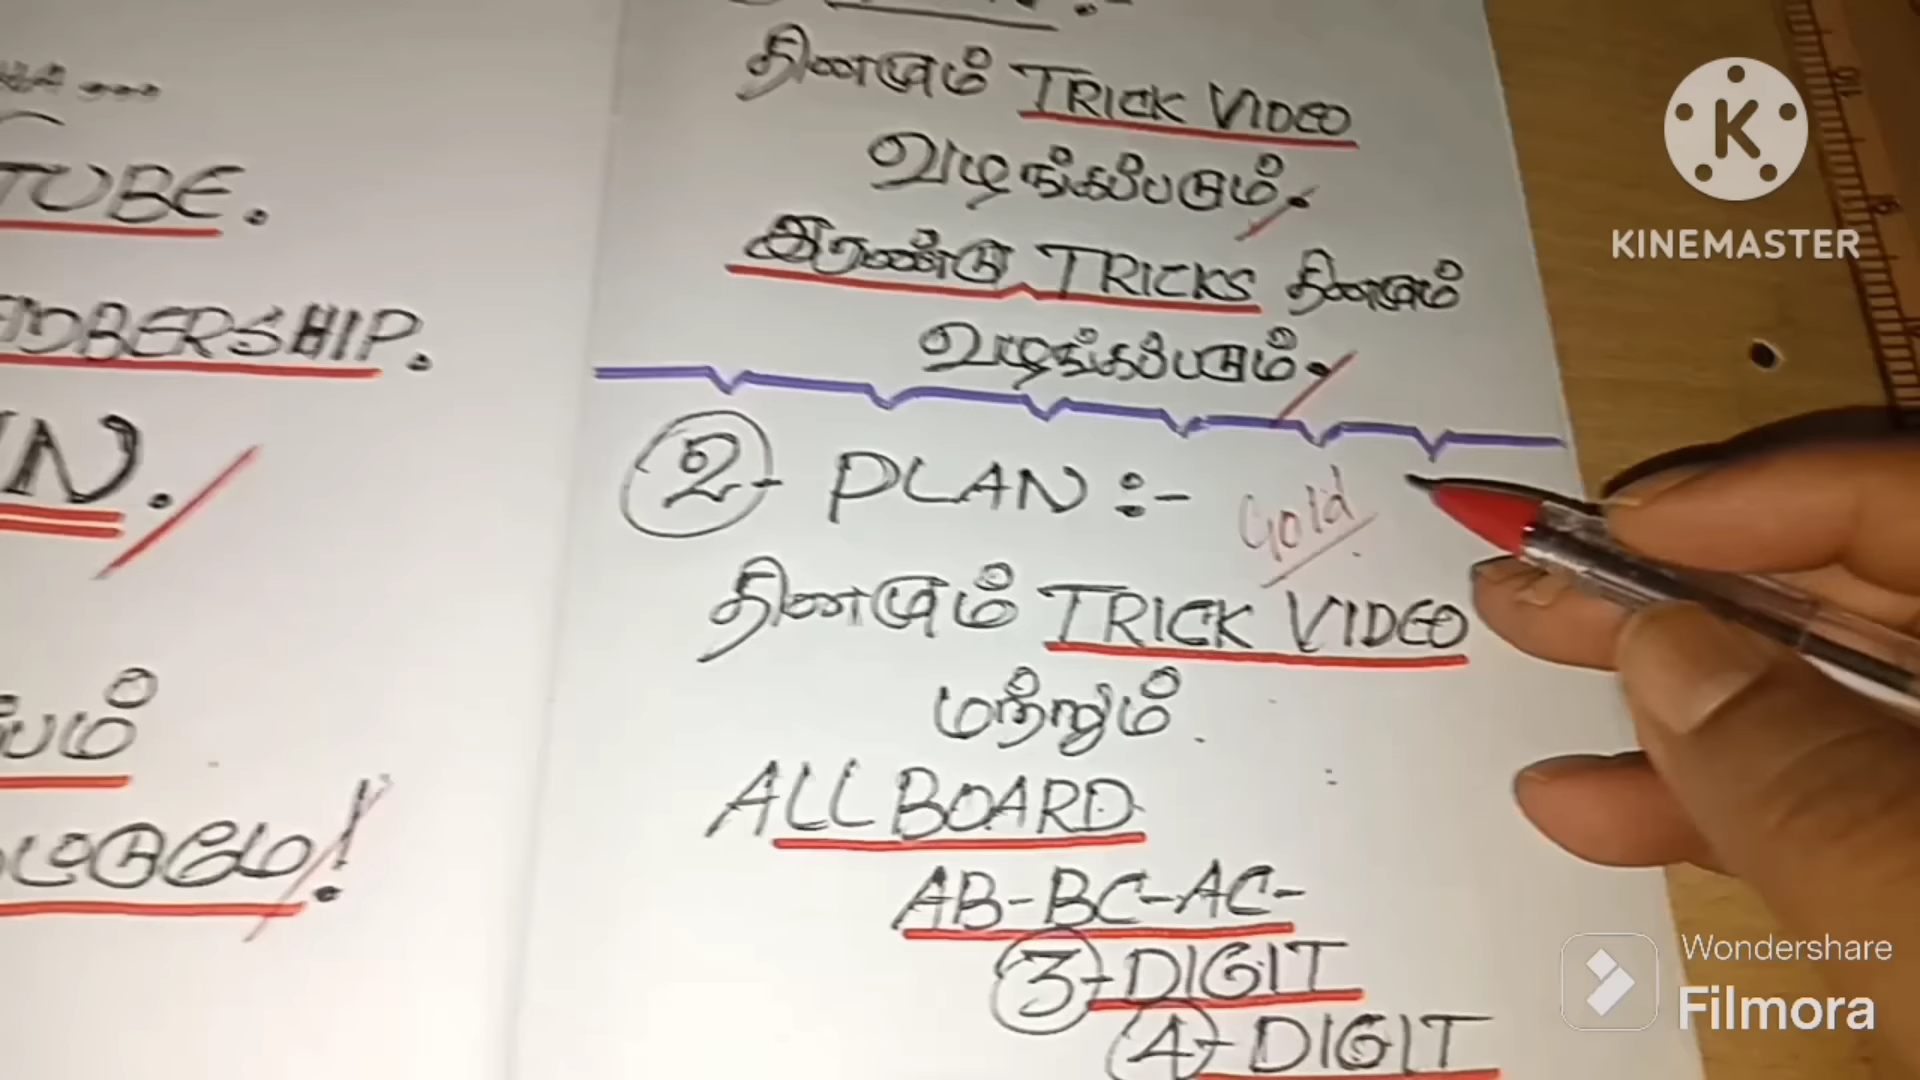 TUBE.
MBERSHIP.
தினமும் TRICK VIDEO
வழங்கப்படும்.
இரண்டு TRICKS தினமும்
வழங்கப்படும்.
2- PLAN :- Gold
தினமும் TRICK VIDEO
மற்றும்
ALL BOARD
AB-BC-AC-
3-DIGIT
4-DIGIT
KINEMASTER
Wondershare
Filmora